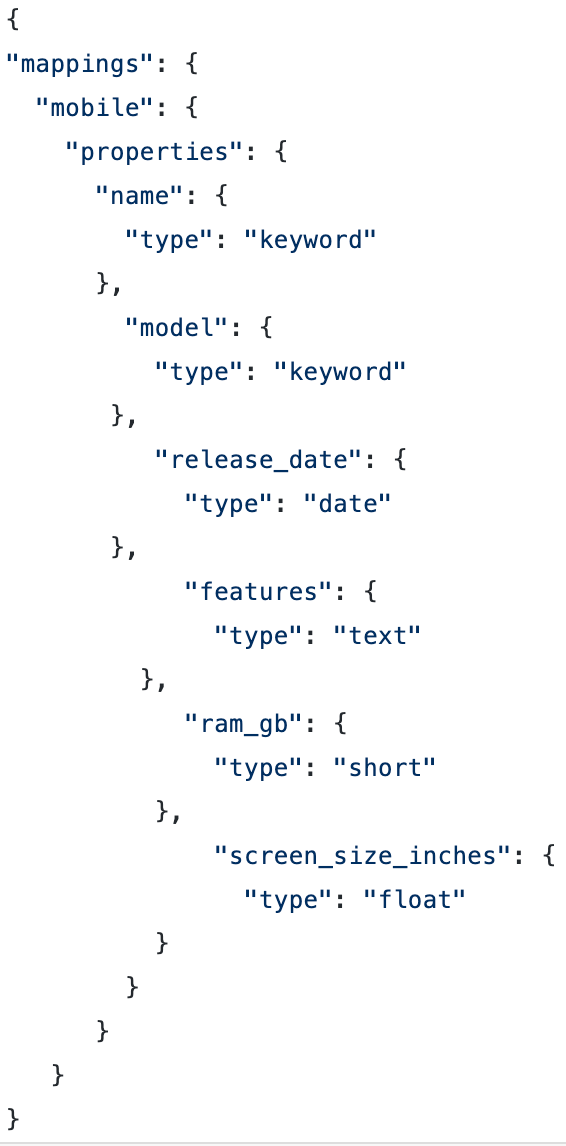 {
"mappings": {
  "mobile": {
    "properties": {
      "name": {
        "type": "keyword"
      },
        "model": {
          "type": "keyword"
       },
          "release_date": {
            "type": "date"
       },
            "features": {
              "type": "text"
         },
            "ram_gb": {
              "type": "short"
          },
              "screen_size_inches": {
                "type": "float"
          }
        }
      }
   }
}